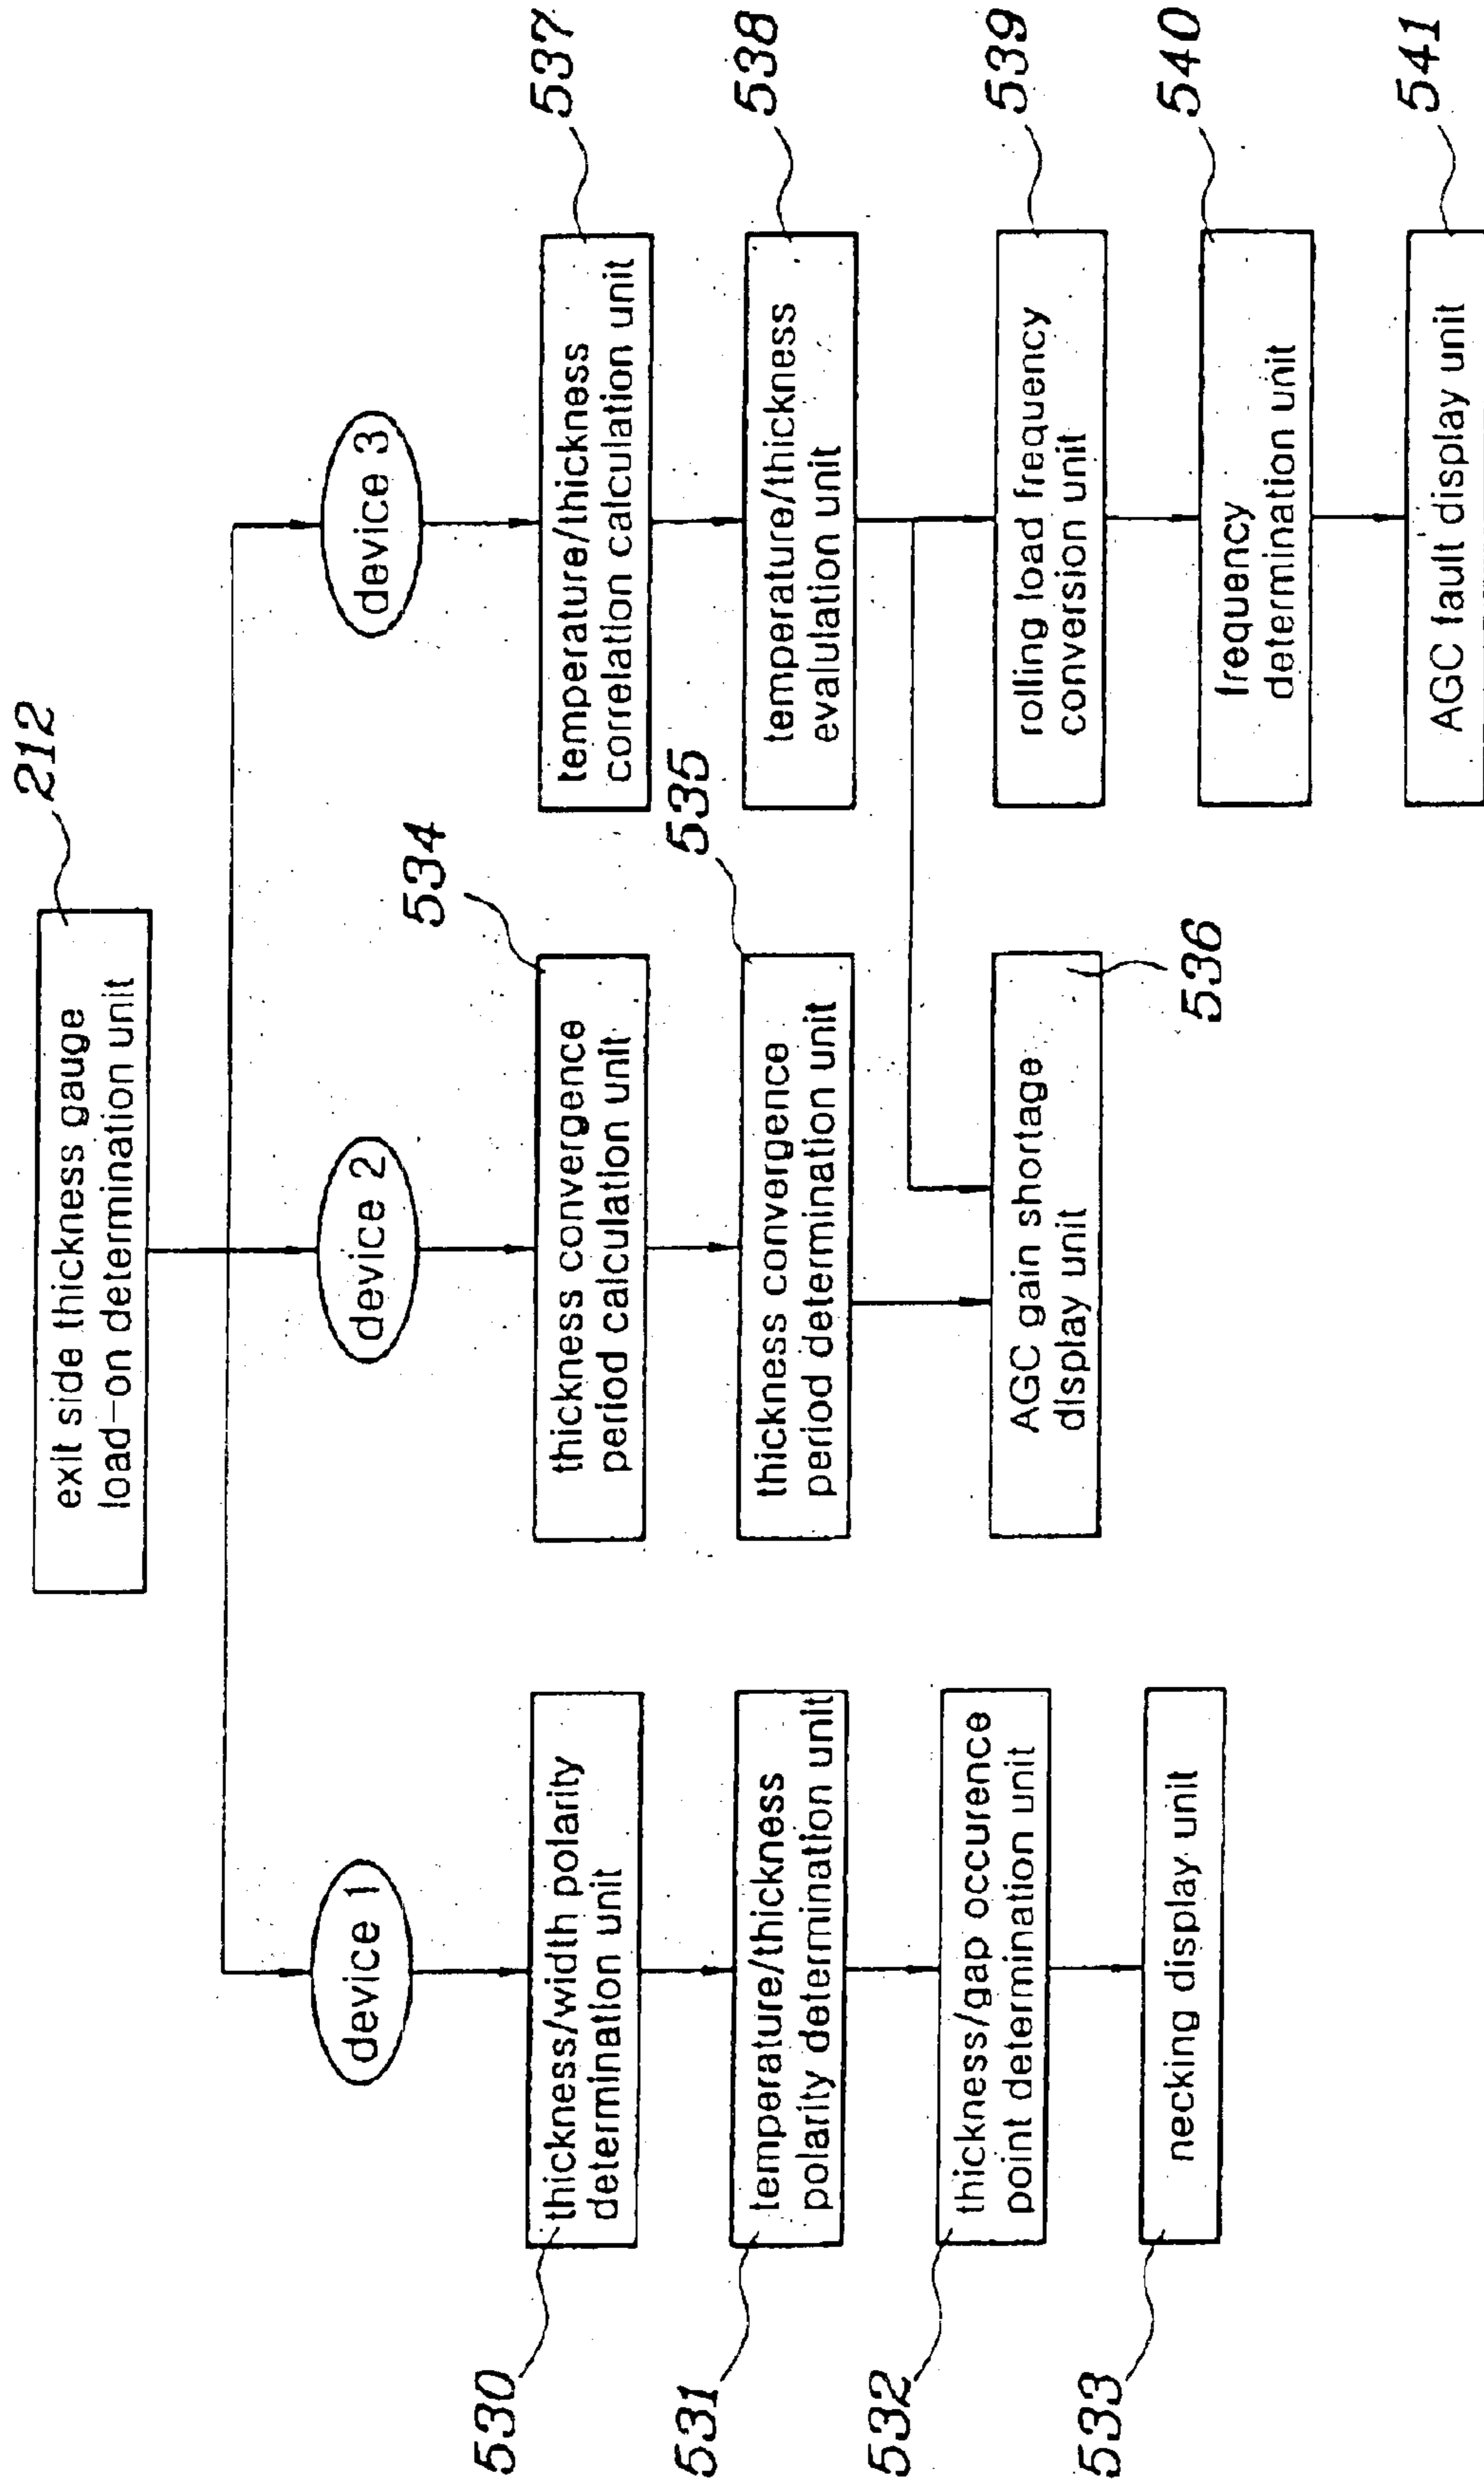 212
exit side thickness gauge
load-on determination unit
device 1
device 2
device 3
530
thickness/width polarity
determination unit
531
temperature/thickness
polarity determination unit
532
thickness/gap occurence
point determination unit
533
necking display unit
534
thickness convergence
period calculation unit
535
thickness convergence
period determination unit
536
AGC gain shortage
display unit
537
temperature/thickness
correlation calculation unit
538
temperature/thickness
evalulation unit
539
rolling load frequency
conversion unit
540
frequency
determination unit
541
AGC fault display unit